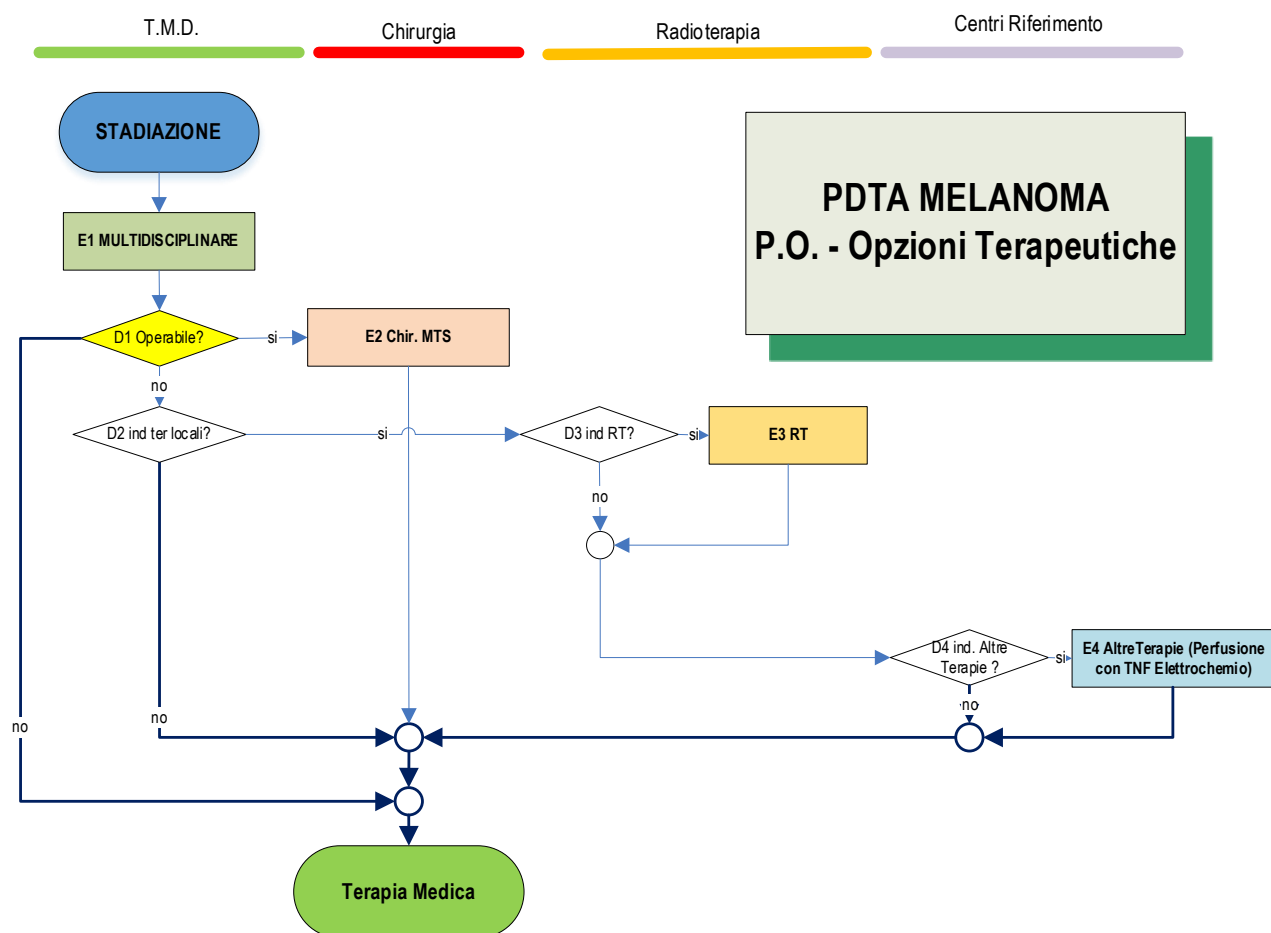 T.M.D.
Chirurgia
Radioterapia
Centri Riferimento
STADIAZIONE
PDTA MELANOMA
P.O. - Opzioni Terapeutiche
E1 MULTIDISCIPLINARE
D1 Operabile?
si
E2 Chir. MTS
no
D2 ind ter locali?
si
D3 ind RT?
si
E3 RT
no
D4 ind. Altre
Terapie ?
si
E4 AltreTerapie (Perfusione
con TNF Elettrochemio)
no
no
no
Terapia Medica